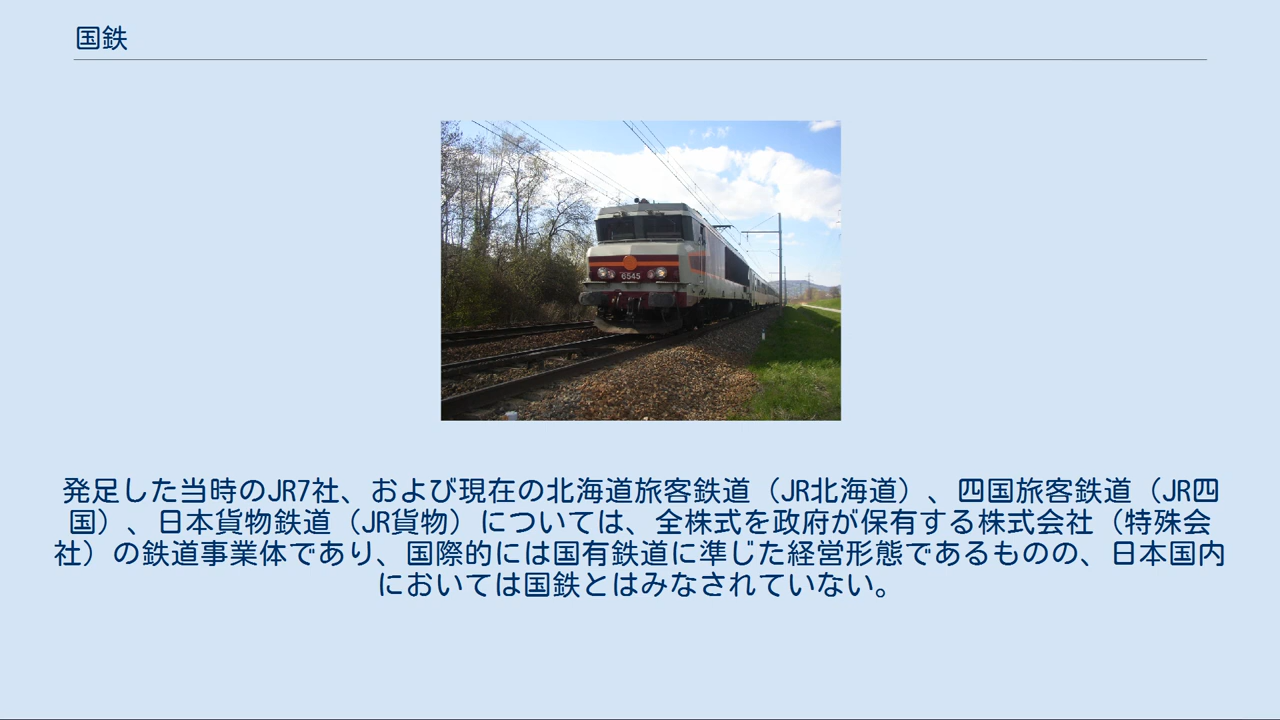 国鉄
6545
発足した当時のJR7社、および現在の北海道旅客鉄道（JR北海道）、四国旅客鉄道（JR四
国）、日本貨物鉄道（JR貨物）については、全株式を政府が保有する株式会社（特殊会
社）の鉄道事業体であり、国際的には国有鉄道に準じた経営形態であるものの、日本国内
においては国鉄とはみなされていない。